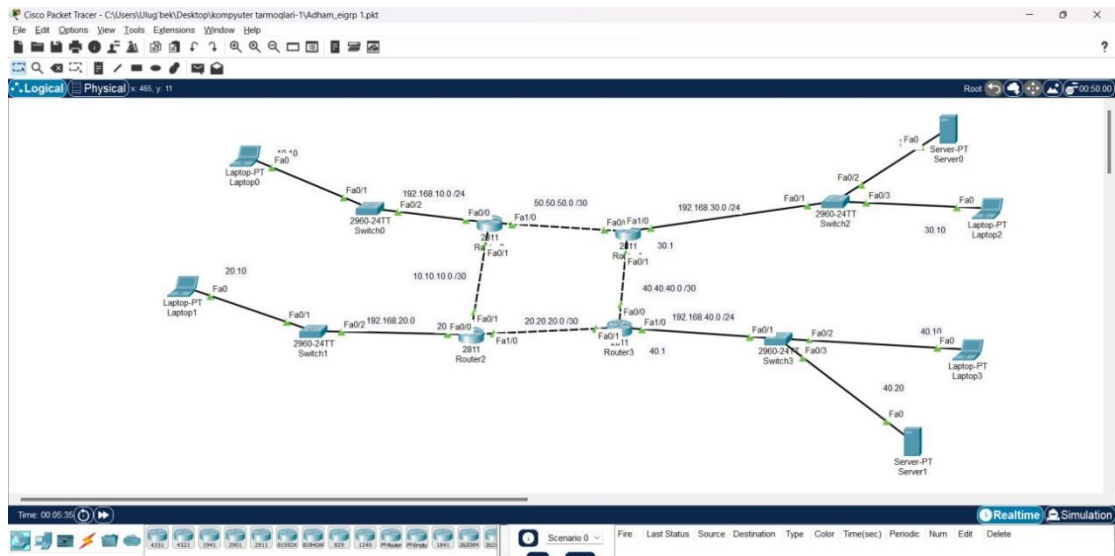 Cisco Packet Tracer - C:\Users\Ulug'bek\Desktop\kompyuter tarmoqlari-1\Adham_eigrp 1.pkt
File Edit Options View Tools Extensions Window Help
Logical Physical x: 465, y: 11 Root 00:50:00
Fa0
Laptop-PT
Laptop0
Fa0/1
192.168.10.0 /24
Fa0/2
2960-24TT
Switch0
Fa0/0
50.50.50.0 /30
Fa1/0
2811
Fa0/1
Fa1/0
2811
30.1
Fa0/1
192.168.30.0 /24
Fa0/1
Fa0/2
Fa0/3
2960-24TT
Switch2
Fa0
Server-PT
Server0
Fa0
Laptop-PT
Laptop2
30.10
10.10.10.0 /30
40.40.40.0 /30
20.10
Fa0
Laptop-PT
Laptop1
Fa0/1
Fa0/2
192.168.20.0
2960-24TT
Switch1
20
Fa0/0
Fa0/1
Fa1/0
2811
Router2
20.20.20.0 /30
Fa0/0
Fa0/1
Fa1/0
Router3
192.168.40.0 /24
40.1
Fa0/1
Fa0/2
Fa0/3
2960-24TT
Switch3
40.10
Fa0
Laptop-PT
Laptop3
40.20
Fa0
Server-PT
Server1
Time: 00:05:35 Realtime Simulation
4331 4321 1941 2901 2911 819IOX 819HGW 829 1240 PT-Router PT-Empty 1841 2620XM
Scenario 0
Fire Last Status Source Destination Type Color Time(sec) Periodic Num Edit Delete